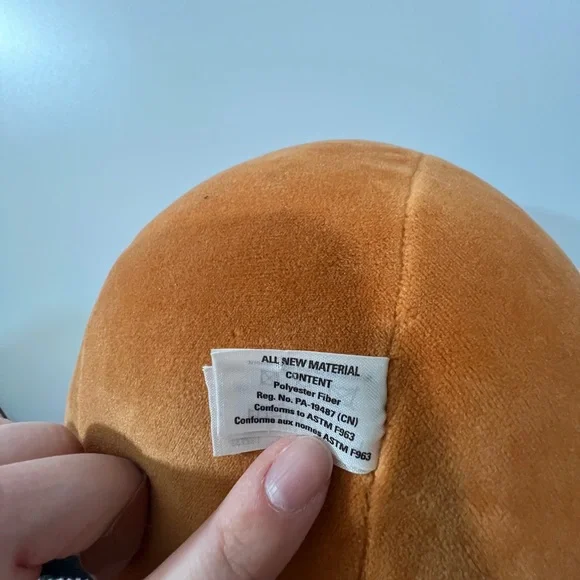 ALL NEW MATERIAL
CONTENT
Polyester Fiber
Reg. No. PA-19487 (CN)
Conforms to ASTM F963
Conforme aux nomes ASTM F963